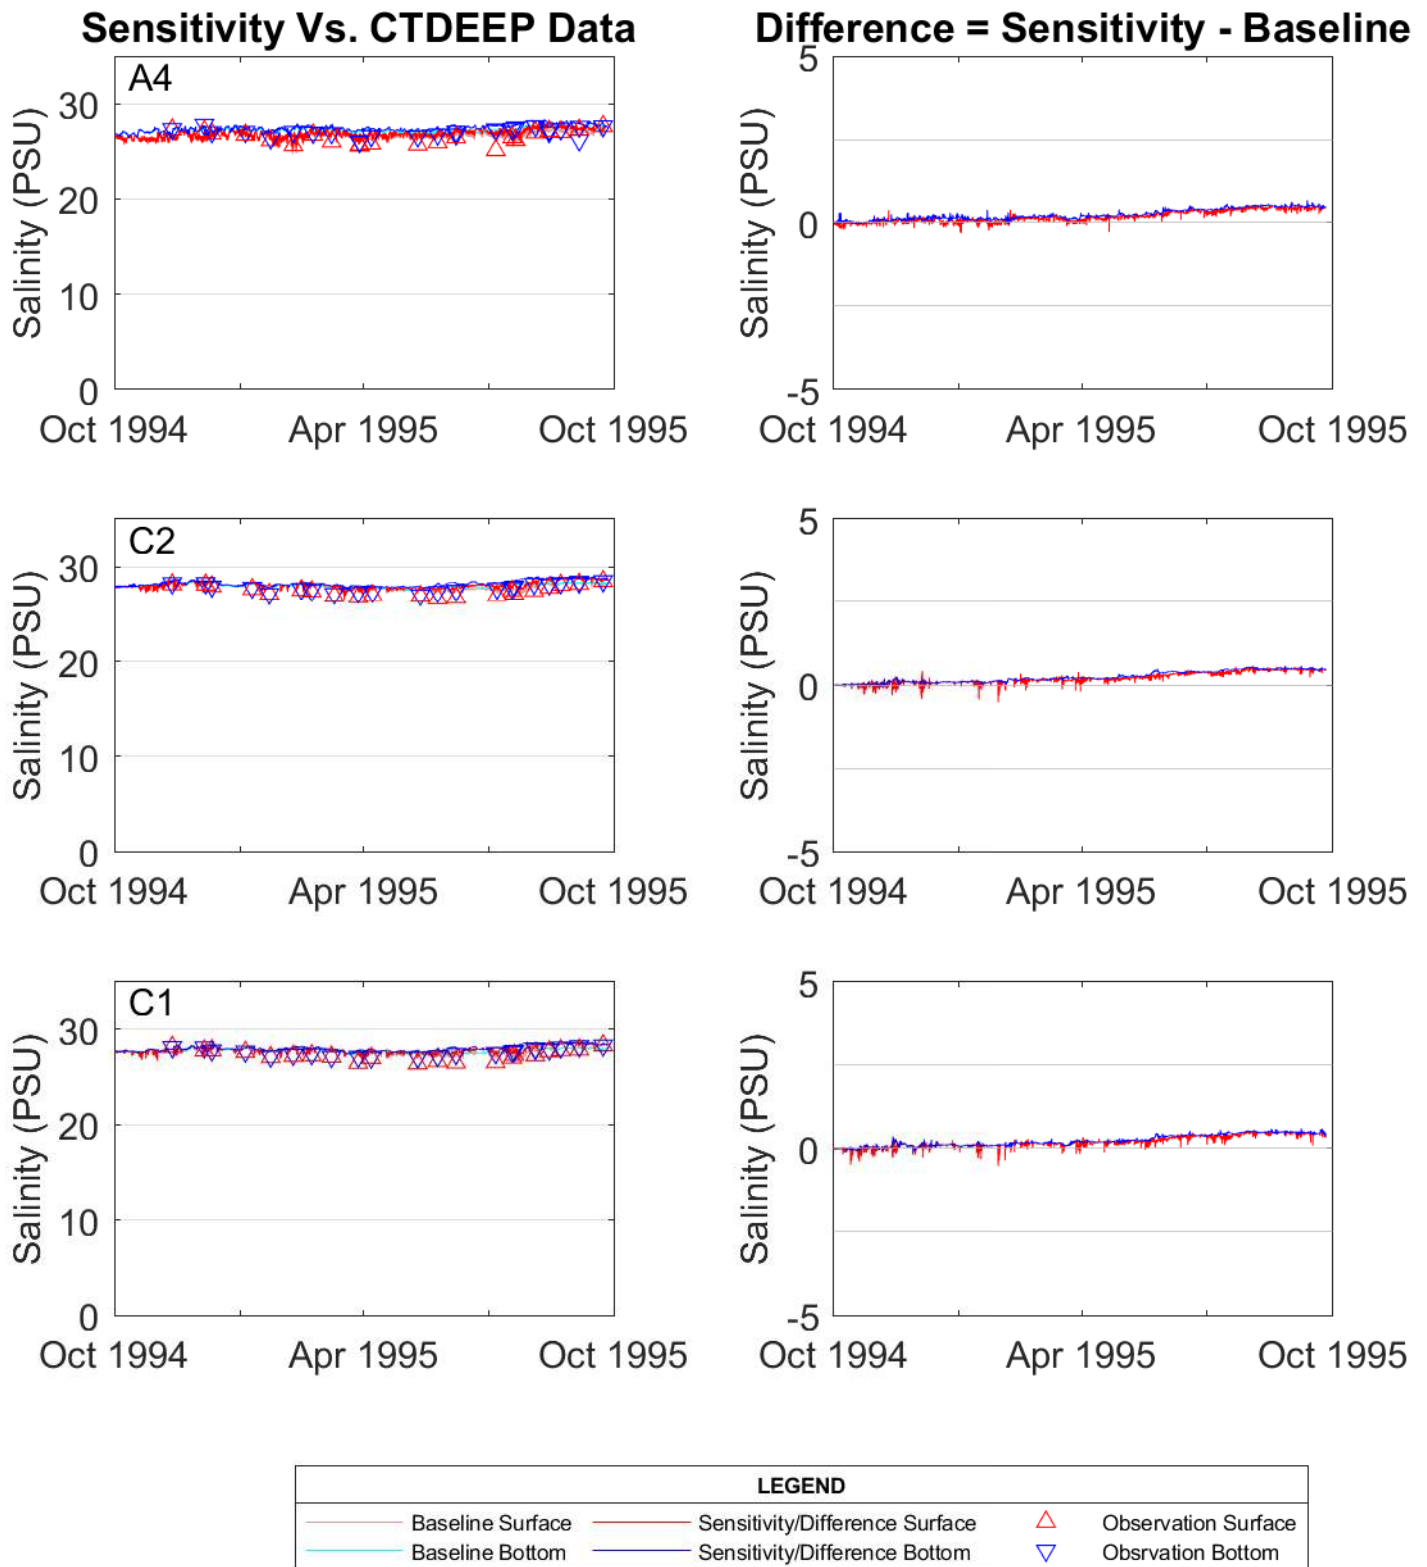 Sensitivity Vs. CTDEEP Data
Difference = Sensitivity - Baseline
A4
30
20
10
0
Salinity (PSU)
Oct 1994 Apr 1995 Oct 1995
5
0
-5
Salinity (PSU)
Oct 1994 Apr 1995 Oct 1995
C2
30
20
10
0
Salinity (PSU)
Oct 1994 Apr 1995 Oct 1995
5
0
-5
Salinity (PSU)
Oct 1994 Apr 1995 Oct 1995
C1
30
20
10
0
Salinity (PSU)
Oct 1994 Apr 1995 Oct 1995
5
0
-5
Salinity (PSU)
Oct 1994 Apr 1995 Oct 1995
LEGEND
Baseline Surface Sensitivity/Difference Surface Observation Surface
Baseline Bottom Sensitivity/Difference Bottom Obsrvation Bottom